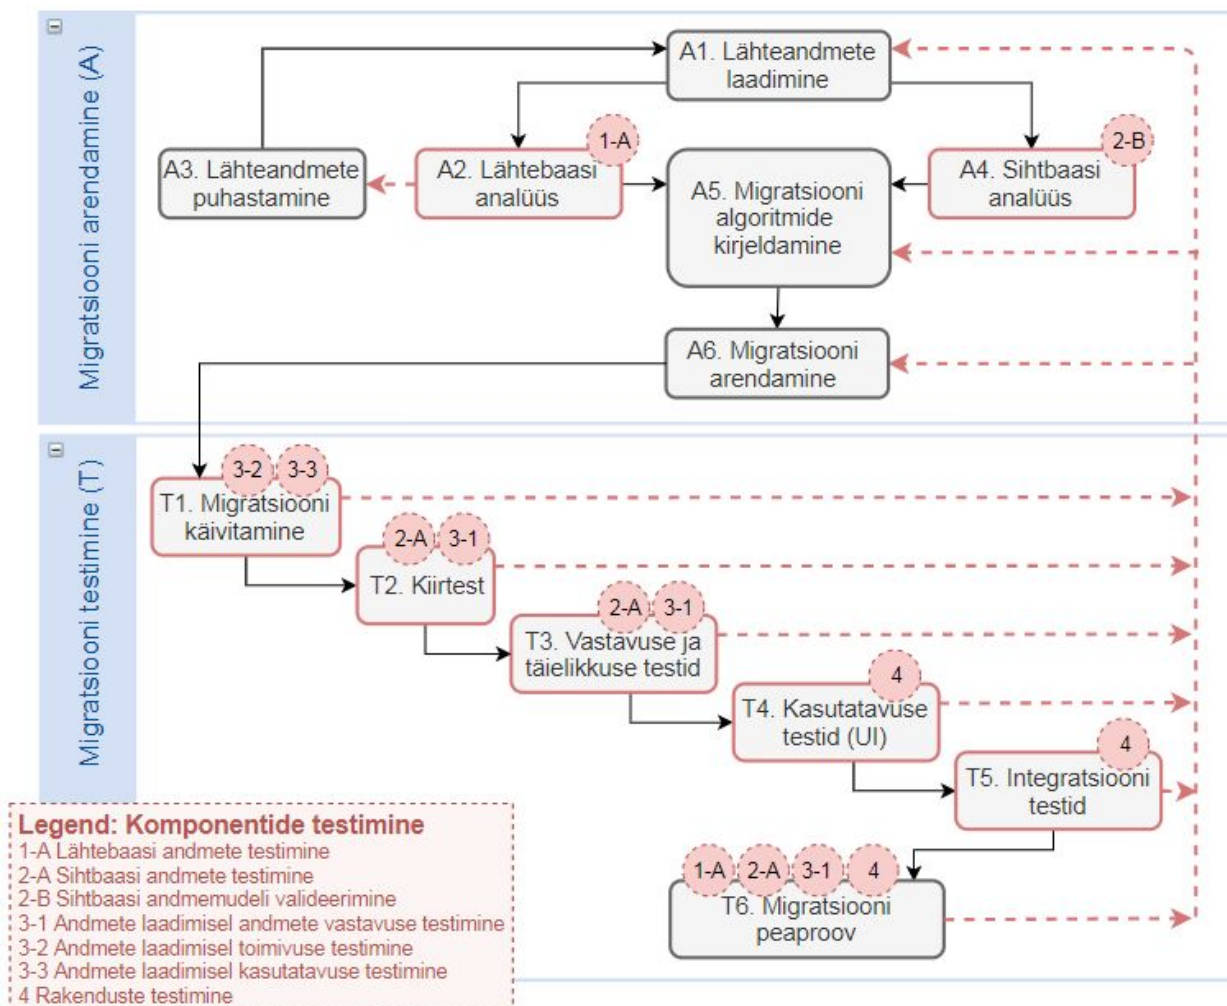 Migratsiooni arendamine (A)
A1. Lähteandmete
laadimine
A3. Lähteandmete
puhastamine
1-A
A2. Lähtebaasi
analüüs
A5. Migratsiooni
algoritmide
kirjeldamine
2-B
A4. Sihtbaasi
analüüs
A6. Migratsiooni
arendamine
Migratsiooni testimine (T)
3-2
3-3
T1. Migratsiooni
käivitamine
2-A
3-1
T2. Kiirtest
2-A
3-1
T3. Vastavuse ja
täielikkuse testid
4
T4. Kasutatavuse
testid (UI)
4
T5. Integratsiooni
testid
1-A
2-A
3-1
4
T6. Migratsiooni
peaproov
Legend: Komponentide testimine
1-A Lähtebaasi andmete testimine
2-A Sihtbaasi andmete testimine
2-B Sihtbaasi andmemudeli valideerimine
3-1 Andmete laadimisel andmete vastavuse testimine
3-2 Andmete laadimisel toimivuse testimine
3-3 Andmete laadimisel kasutatavuse testimine
4 Rakenduste testimine